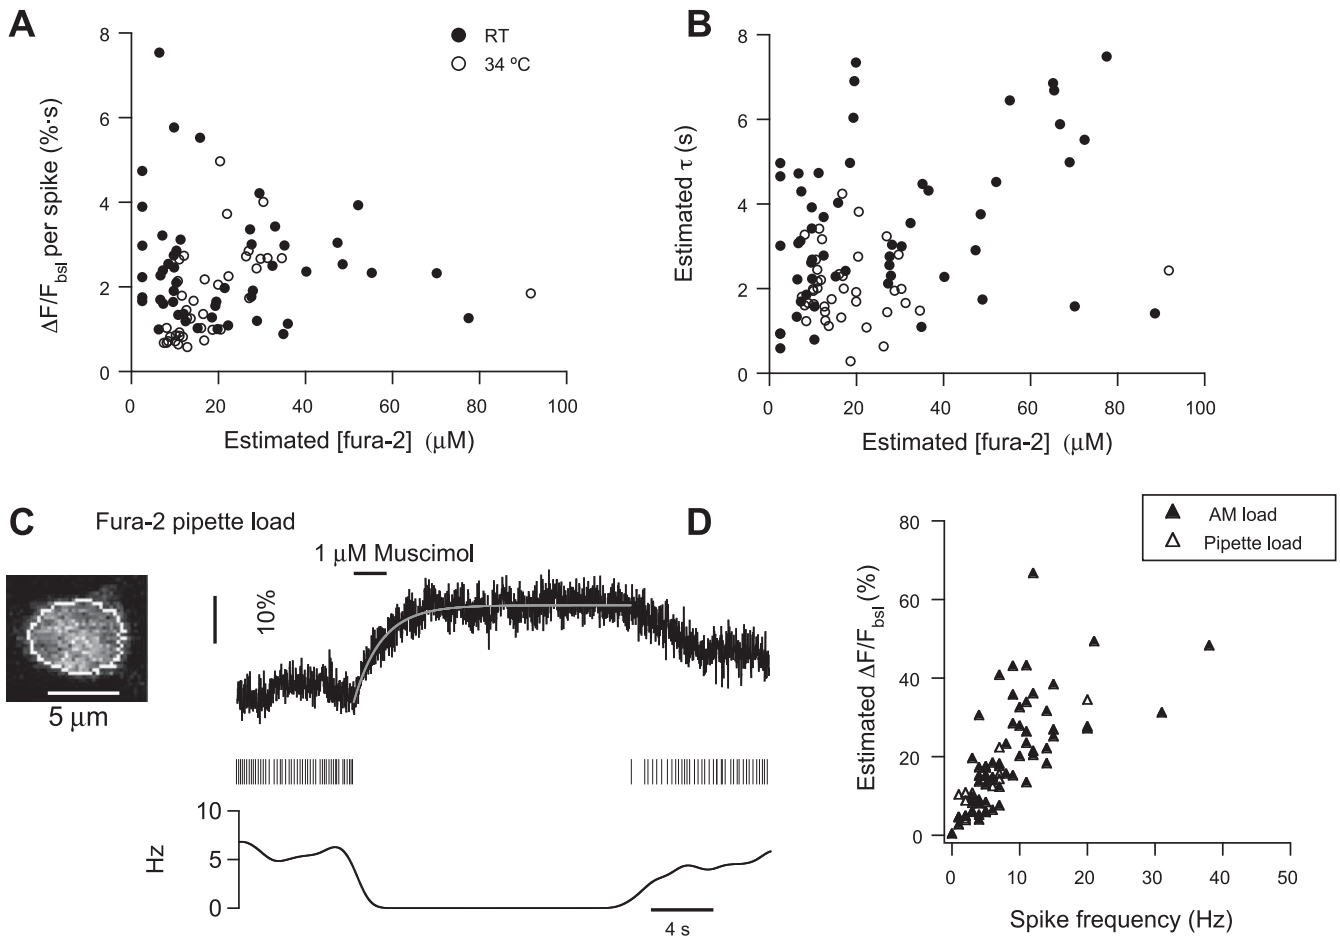 A
RT
34 ºC
8
6
4
2
0
0 20 40 60 80 100
ΔF/Fbsl per spike (%·s)
Estimated [fura-2] (μM)
B
8
6
4
2
0
0 20 40 60 80 100
Estimated τ (s)
Estimated [fura-2] (μM)
C
Fura-2 pipette load
1 μM Muscimol
10%
5 μm
10
5
0
Hz
4 s
D
AM load
Pipette load
80
60
40
20
0
0 10 20 30 40 50
Estimated ΔF/Fbsl (%)
Spike frequency (Hz)